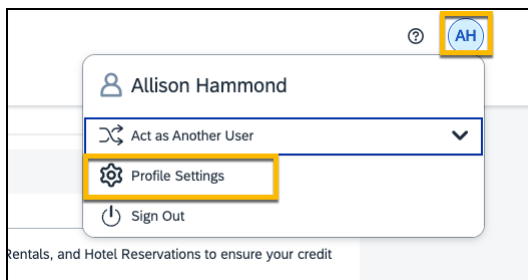 AH
Allison Hammond
Act as Another User
Profile Settings
Sign Out
Rentals, and Hotel Reservations to ensure your credit